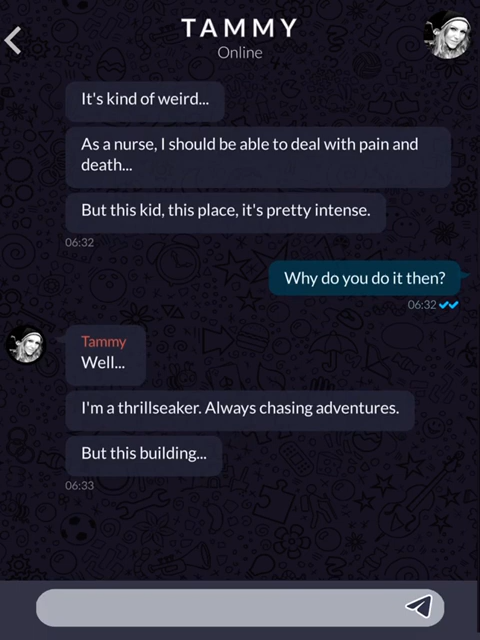 TAMMY
Online
It's kind of weird...
As a nurse, I should be able to deal with pain and
death...
But this kid, this place, it's pretty intense.
06:32
Why do you do it then?
06:32
Tammy
Well...
I'm a thrillseaker. Always chasing adventures.
But this building...
06:33